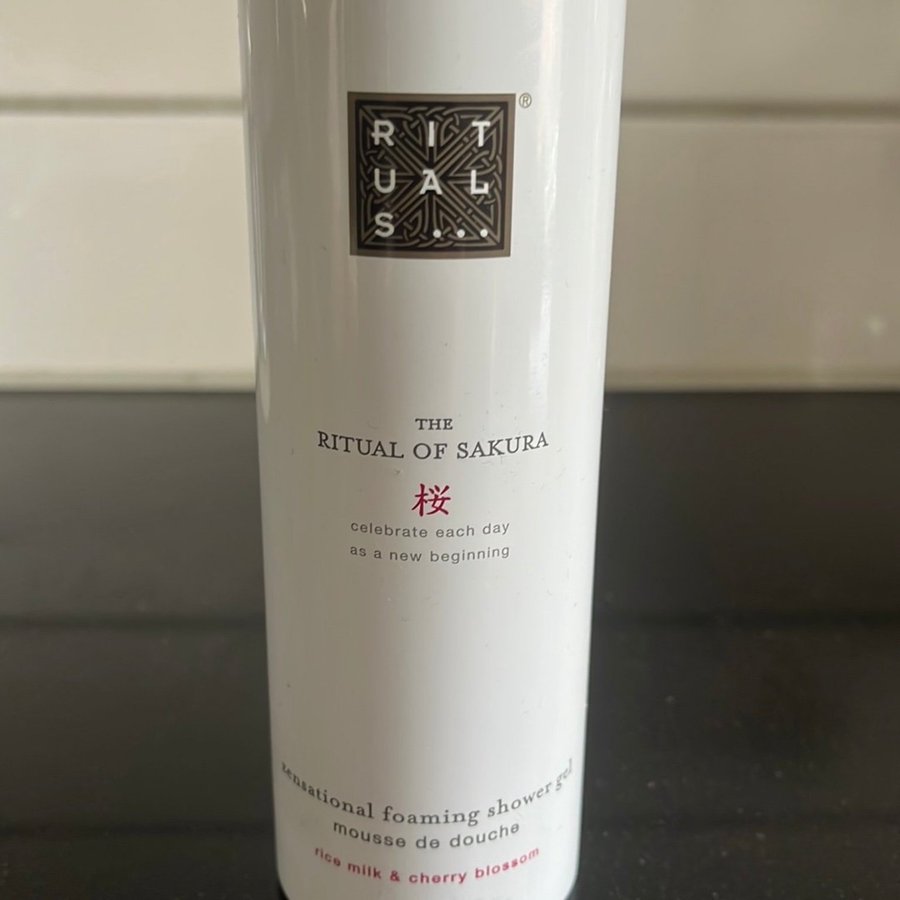 RIT
UAL
S...
®
THE
RITUAL OF SAKURA
桜
celebrate each day
as a new beginning
zensational foaming shower gel
mousse de douche
rice milk & cherry blossom